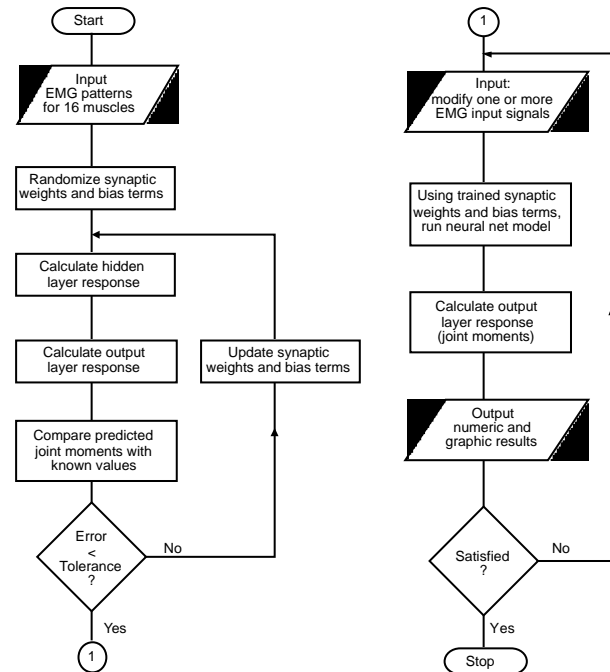 Start
Input
EMG patterns
for 16 muscles
Randomize synaptic
weights and bias terms
Calculate hidden
layer response
Calculate output
layer response
Update synaptic
weights and bias terms
Compare predicted
joint moments with
known values
Error
<
Tolerance
?
No
Yes
1
1
Input:
modify one or more
EMG input signals
Using trained synaptic
weights and bias terms,
run neural net model
Calculate output
layer response
(joint moments)
Output
numeric and
graphic results
Satisfied
?
No
Yes
Stop